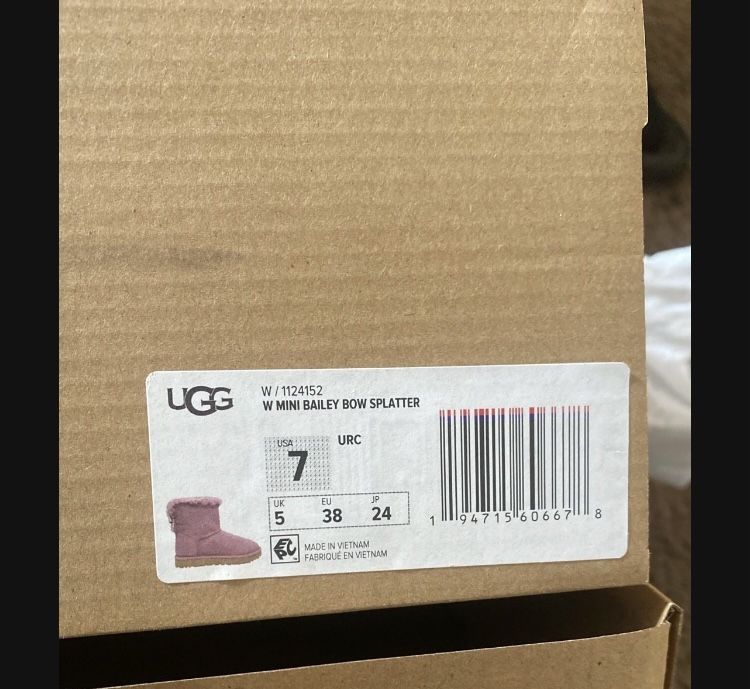 UGG
W / 1124152
W MINI BAILEY BOW SPLATTER
USA
7
URC
UK EU JP
5 38 24
MADE IN VIETNAM
FABRIQUÉ EN VIETNAM
1 94715 60667 8